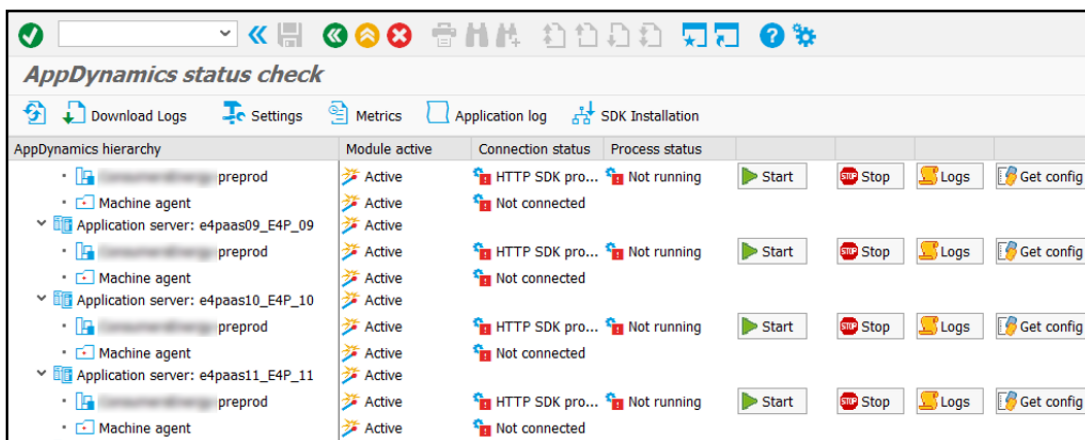 AppDynamics status check
Download Logs Settings Metrics Application log SDK Installation
AppDynamics hierarchy Module active Connection status Process status
preprod Active HTTP SDK pro... Not running Start STOP Stop Logs Get config
Machine agent Active Not connected
Application server: e4paas09_E4P_09 Active
preprod Active HTTP SDK pro... Not running Start STOP Stop Logs Get config
Machine agent Active Not connected
Application server: e4paas10_E4P_10 Active
preprod Active HTTP SDK pro... Not running Start STOP Stop Logs Get config
Machine agent Active Not connected
Application server: e4paas11_E4P_11 Active
preprod Active HTTP SDK pro... Not running Start STOP Stop Logs Get config
Machine agent Active Not connected